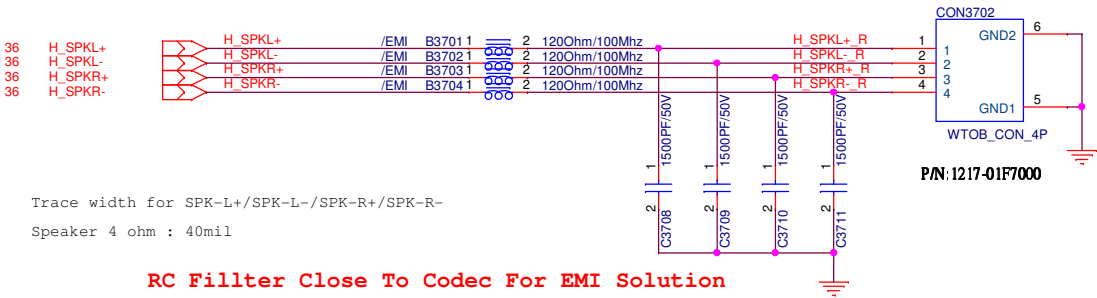 CON3702
36 H_SPKL+ H_SPKL+ /EMI B3701 1 2 120Ohm/100Mhz H_SPKL+_R 1 1 GND2 6
36 H_SPKL- H_SPKL- /EMI B3702 1 2 120Ohm/100Mhz H_SPKL-_R 2 2
36 H_SPKR+ H_SPKR+ /EMI B3703 1 2 120Ohm/100Mhz H_SPKR+_R 3 3
36 H_SPKR- H_SPKR- /EMI B3704 1 2 120Ohm/100Mhz H_SPKR-_R 4 4
GND1 5
WTOB_CON_4P
P/N: 1217-01F7000
1 1500PF/50V 1 1500PF/50V 1 1500PF/50V 1 1500PF/50V
2 C3708 2 C3709 2 C3710 2 C3711
Trace width for SPK-L+/SPK-L-/SPK-R+/SPK-R-
Speaker 4 ohm : 40mil
RC Fillter Close To Codec For EMI Solution